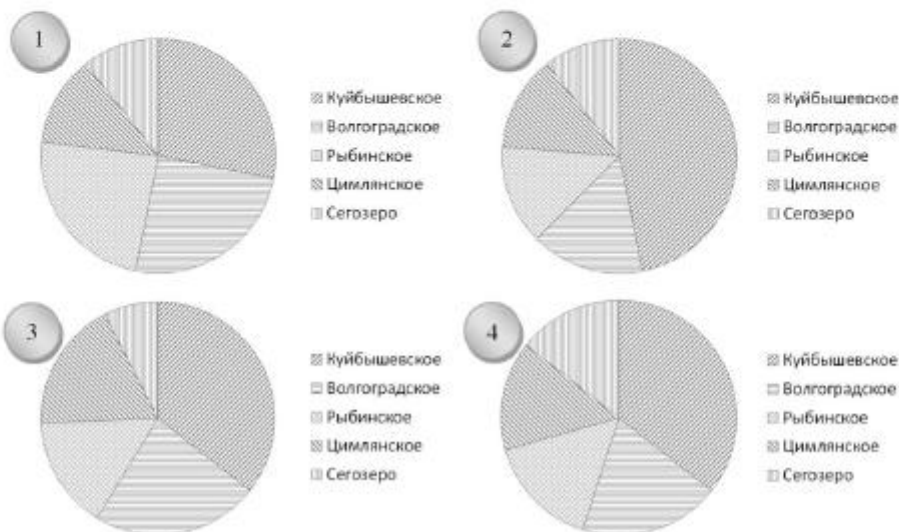 1
Куйбышевское
Волгоградское
Рыбинское
Цимлянское
Сегозеро
2
Куйбышевское
Волгоградское
Рыбинское
Цимлянское
Сегозеро
3
Куйбышевское
Волгоградское
Рыбинское
Цимлянское
Сегозеро
4
Куйбышевское
Волгоградское
Рыбинское
Цимлянское
Сегозеро